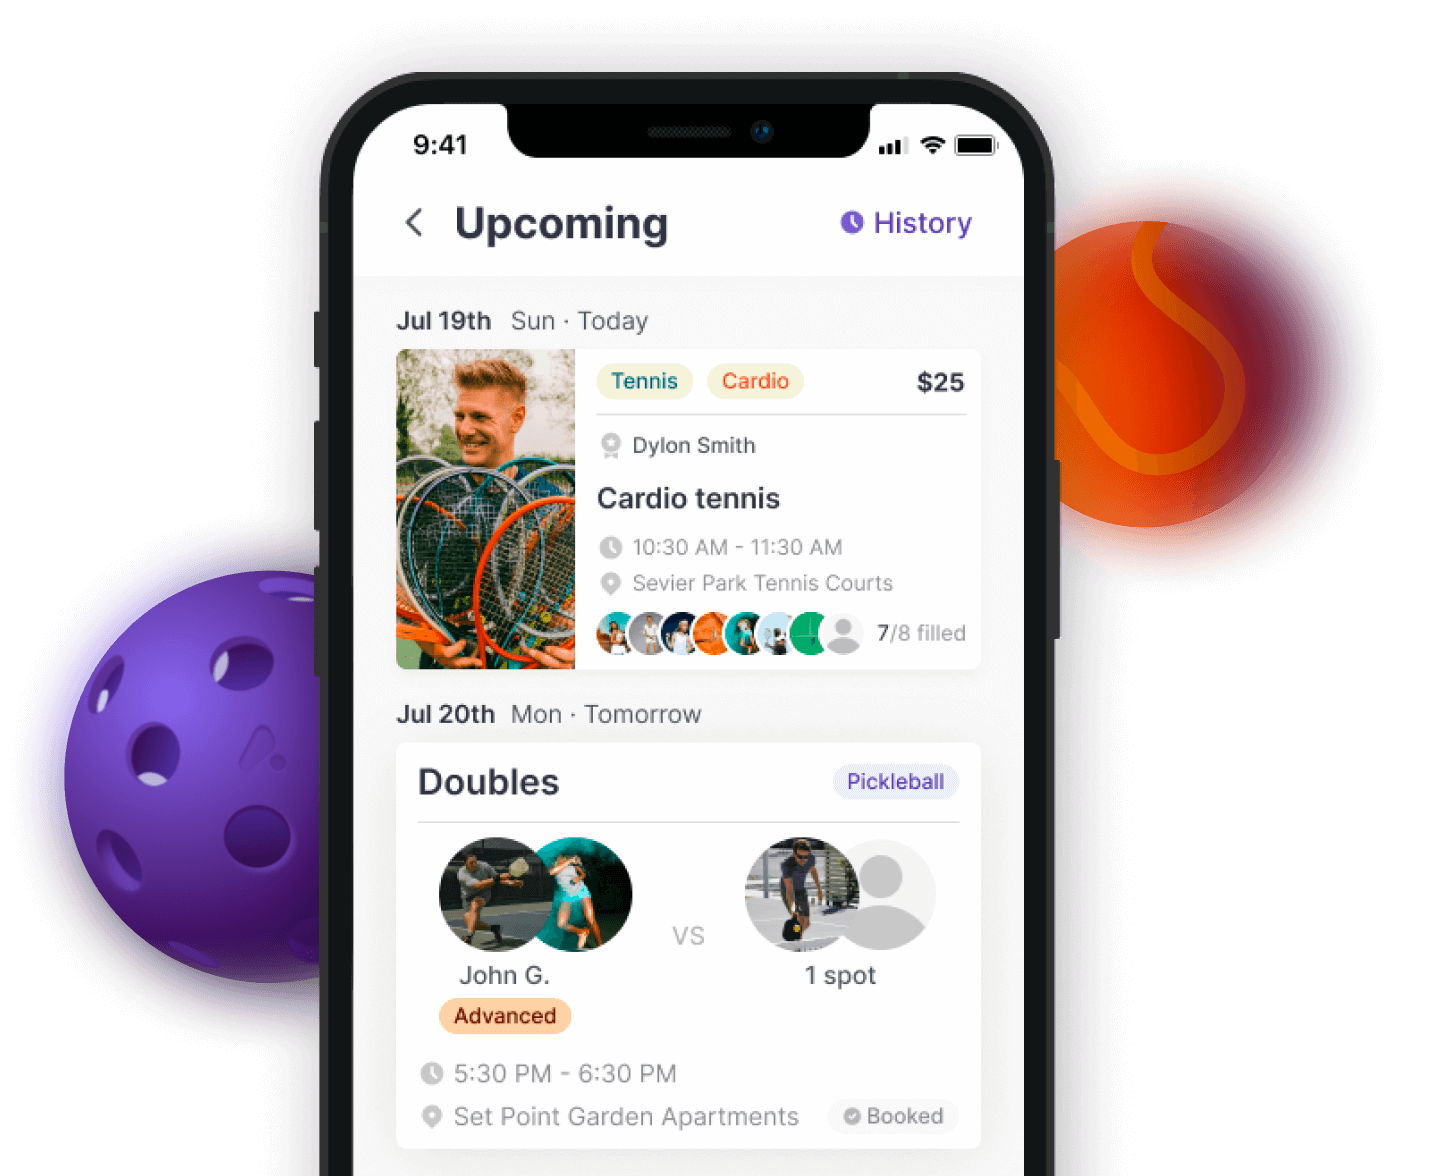 9:41
Upcoming
History
Jul 19th Sun · Today
Tennis Cardio $25
Dylon Smith
Cardio tennis
10:30 AM - 11:30 AM
Sevier Park Tennis Courts
7/8 filled
Jul 20th Mon · Tomorrow
Doubles Pickleball
VS
John G. 1 spot
Advanced
5:30 PM - 6:30 PM
Set Point Garden Apartments Booked